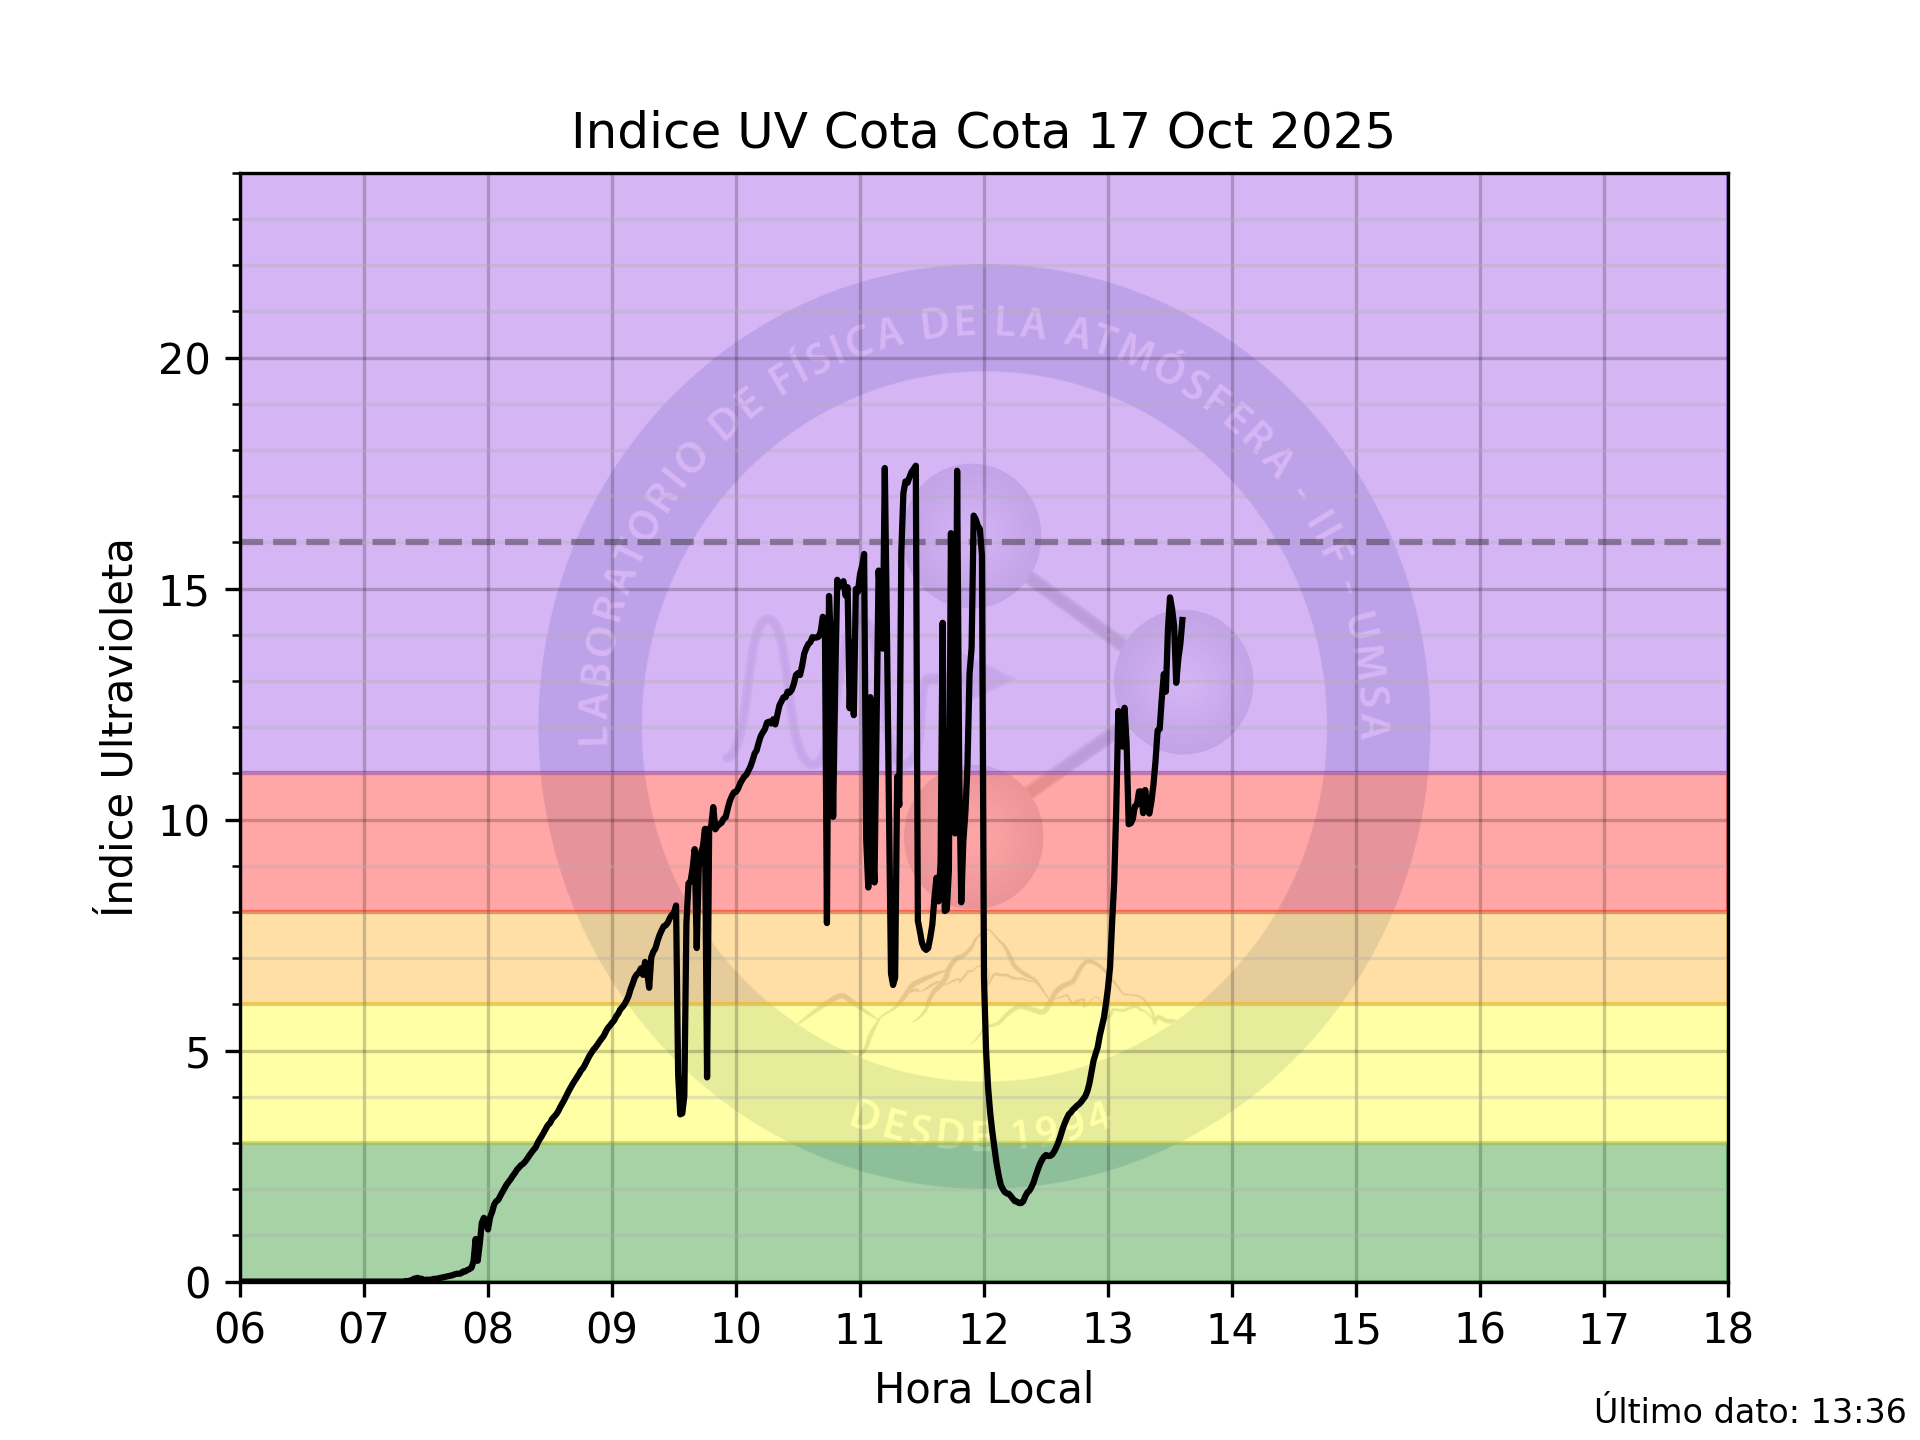 Indice UV Cota Cota 17 Oct 2025
LABORATORIO DE FÍSICA DE LA ATMÓSFERA - IIF - UMSA
DESDE 1994
Índice Ultravioleta
20
15
10
5
0
06 07 08 09 10 11 12 13 14 15 16 17 18
Hora Local
Último dato: 13:36